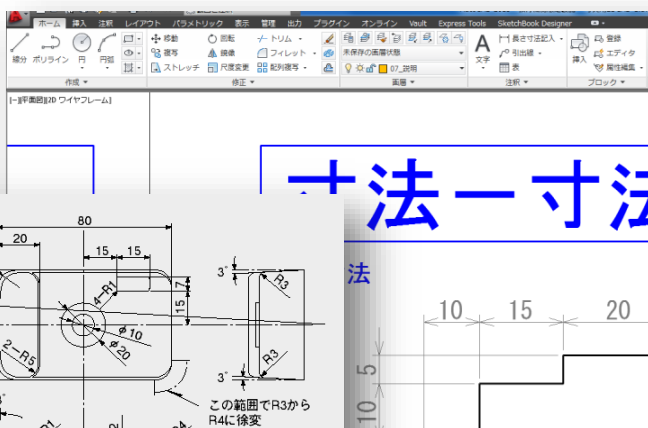 ホーム 挿入 注釈 レイアウト パラメトリック 表示 管理 出力 プラグイン オンライン Vault Express Tools SketchBook Designer
線分 ポリライン 円 円弧
移動 回転 トリム
複写 鏡像 フィレット
ストレッチ 尺度変更 配列複写
未保存の画層状態
07_説明
文字
長さ寸法記入
引出線
表
挿入
登録
エディタ
属性編集
作成 修正 画層 注釈 ブロック
[-][平面図][2D ワイヤフレーム]
寸法ー寸法
法
80
20
15 15
3°
R3
4-R1
7
15
φ10
φ20
2-R5
R3
3°
この範囲でR3から
R4に徐変
10 15 20
5
10